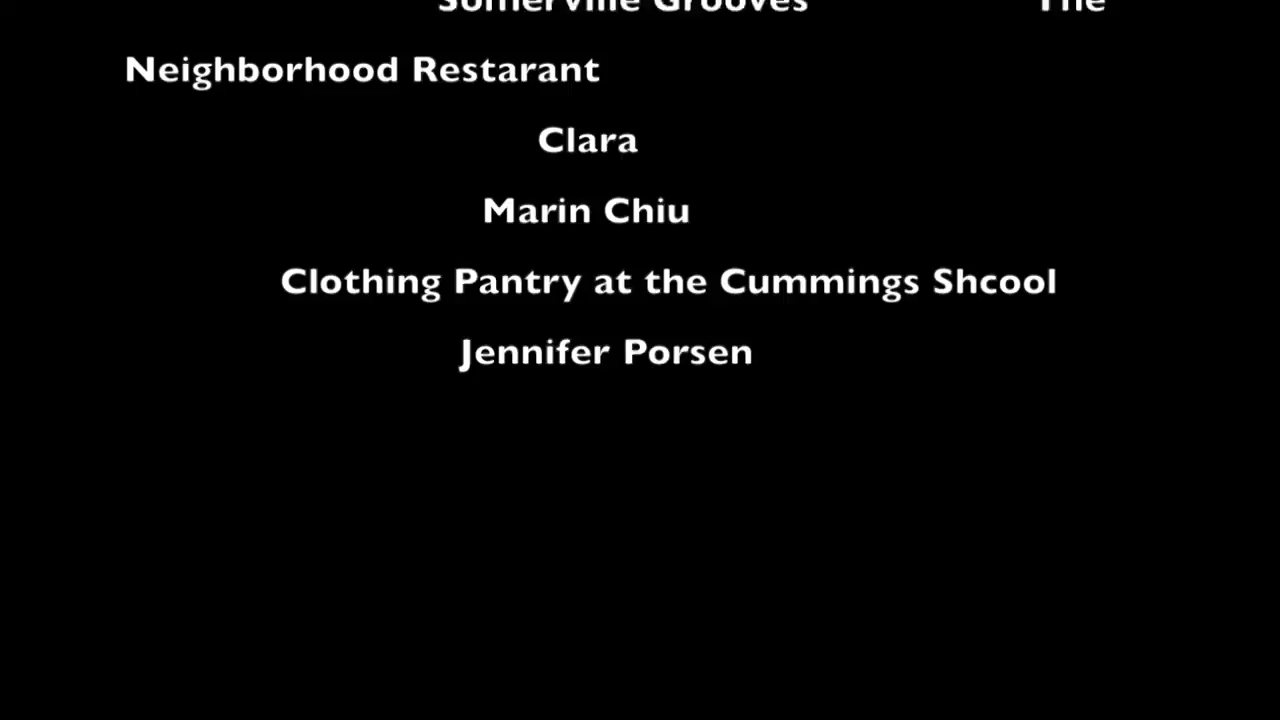 Somerville Grooves The
Neighborhood Restarant
Clara
Marin Chiu
Clothing Pantry at the Cummings Shcool
Jennifer Porsen